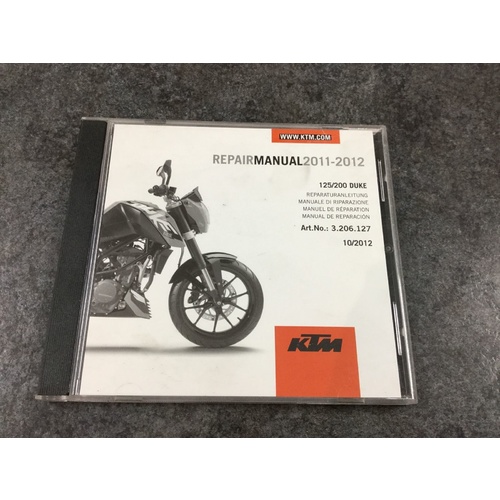 WWW.KTM.COM
REPAIRMANUAL2011-2012
125/200 DUKE
REPARATURANLEITUNG
MANUALE DI RIPARAZIONE
MANUEL DE RÉPARATION
MANUAL DE REPARACIÓN
Art.No.: 3.206.127
10/2012
KTM